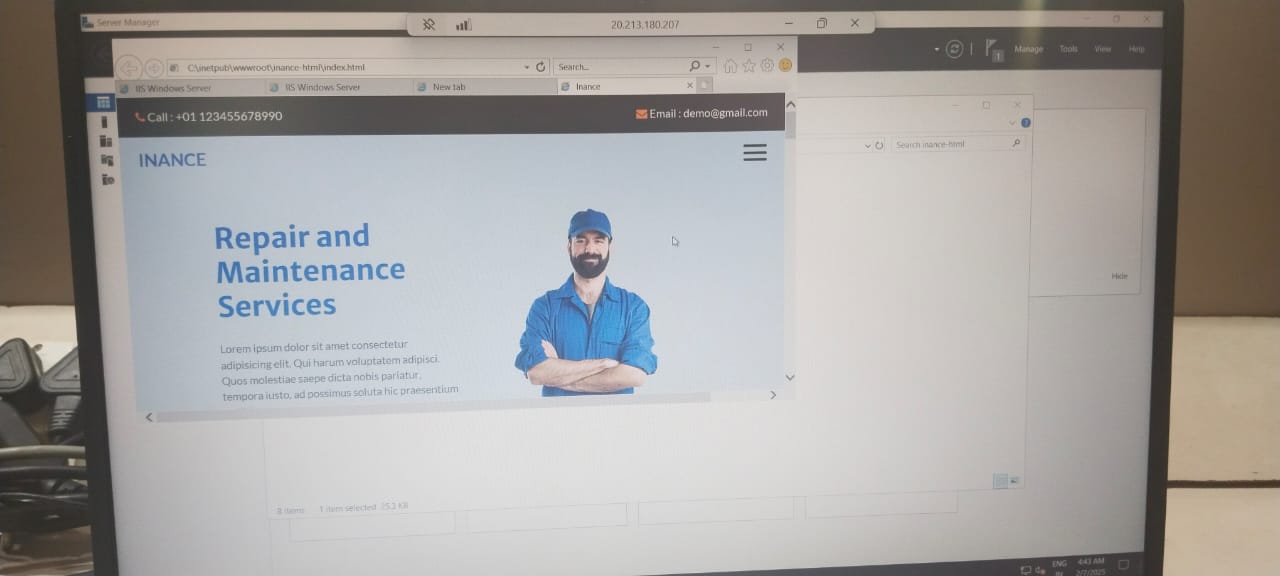 Server Manager
20.213.180.207
Manage Tools View Help
1
C:\inetpub\wwwroot\inance-html\index.html
Search...
IIS Windows Server
IIS Windows Server
New tab
Inance
Call : +01 123455678990
Email : demo@gmail.com
Search inance-html
INANCE
Repair and
Maintenance
Services
Hide
Lorem ipsum dolor sit amet consectetur
adipisicing elit. Qui harum voluptatem adipisci.
Quos molestiae saepe dicta nobis pariatur,
tempora iusto, ad possimus soluta hic praesentium
8 items 1 item selected 25.3 KB
ENG
IN
4:43 AM
2/7/2025